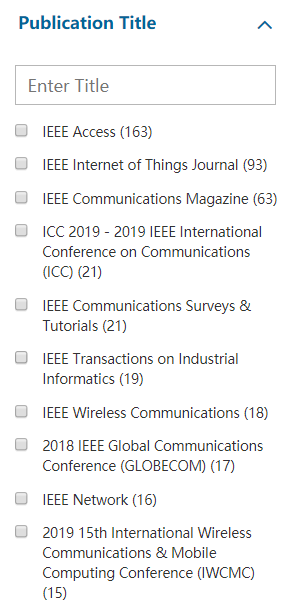 Publication Title
Enter Title
IEEE Access (163)
IEEE Internet of Things Journal (93)
IEEE Communications Magazine (63)
ICC 2019 - 2019 IEEE International
Conference on Communications
(ICC) (21)
IEEE Communications Surveys &
Tutorials (21)
IEEE Transactions on Industrial
Informatics (19)
IEEE Wireless Communications (18)
2018 IEEE Global Communications
Conference (GLOBECOM) (17)
IEEE Network (16)
2019 15th International Wireless
Communications & Mobile
Computing Conference (IWCMC)
(15)